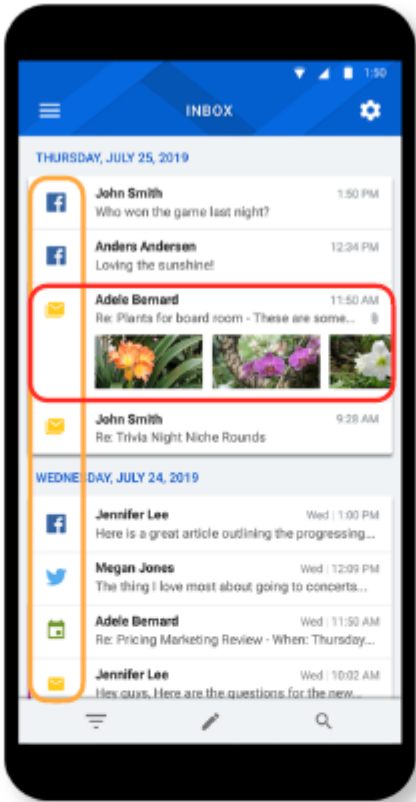 1:50
INBOX
THURSDAY, JULY 25, 2019
John Smith 1:50 PM
Who won the game last night?
Anders Andersen 12:24 PM
Loving the sunshine!
Adele Bernard 11:50 AM
Re: Plants for board room - These are some...
John Smith 9:28 AM
Re: Trivia Night Niche Rounds
WEDNESDAY, JULY 24, 2019
Jennifer Lee Wed | 1:00 PM
Here is a great article outlining the progressing...
Megan Jones Wed | 12:09 PM
The thing I love most about going to concerts...
Adele Bernard Wed | 11:50 AM
Re: Pricing Marketing Review - When: Thursday...
Jennifer Lee Wed | 10:02 AM
Hey guys, Here are the questions for the new...